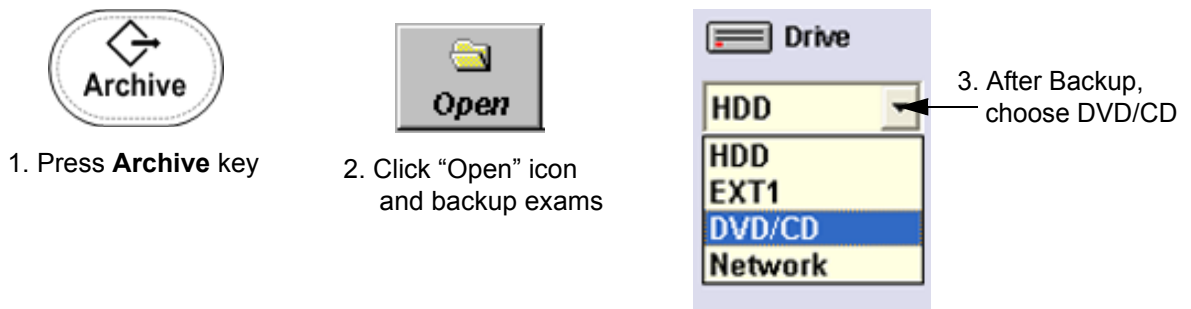 Archive
1. Press Archive key
Open
2. Click “Open” icon
and backup exams
Drive
HDD
HDD
EXT1
DVD/CD
Network
3. After Backup,
choose DVD/CD